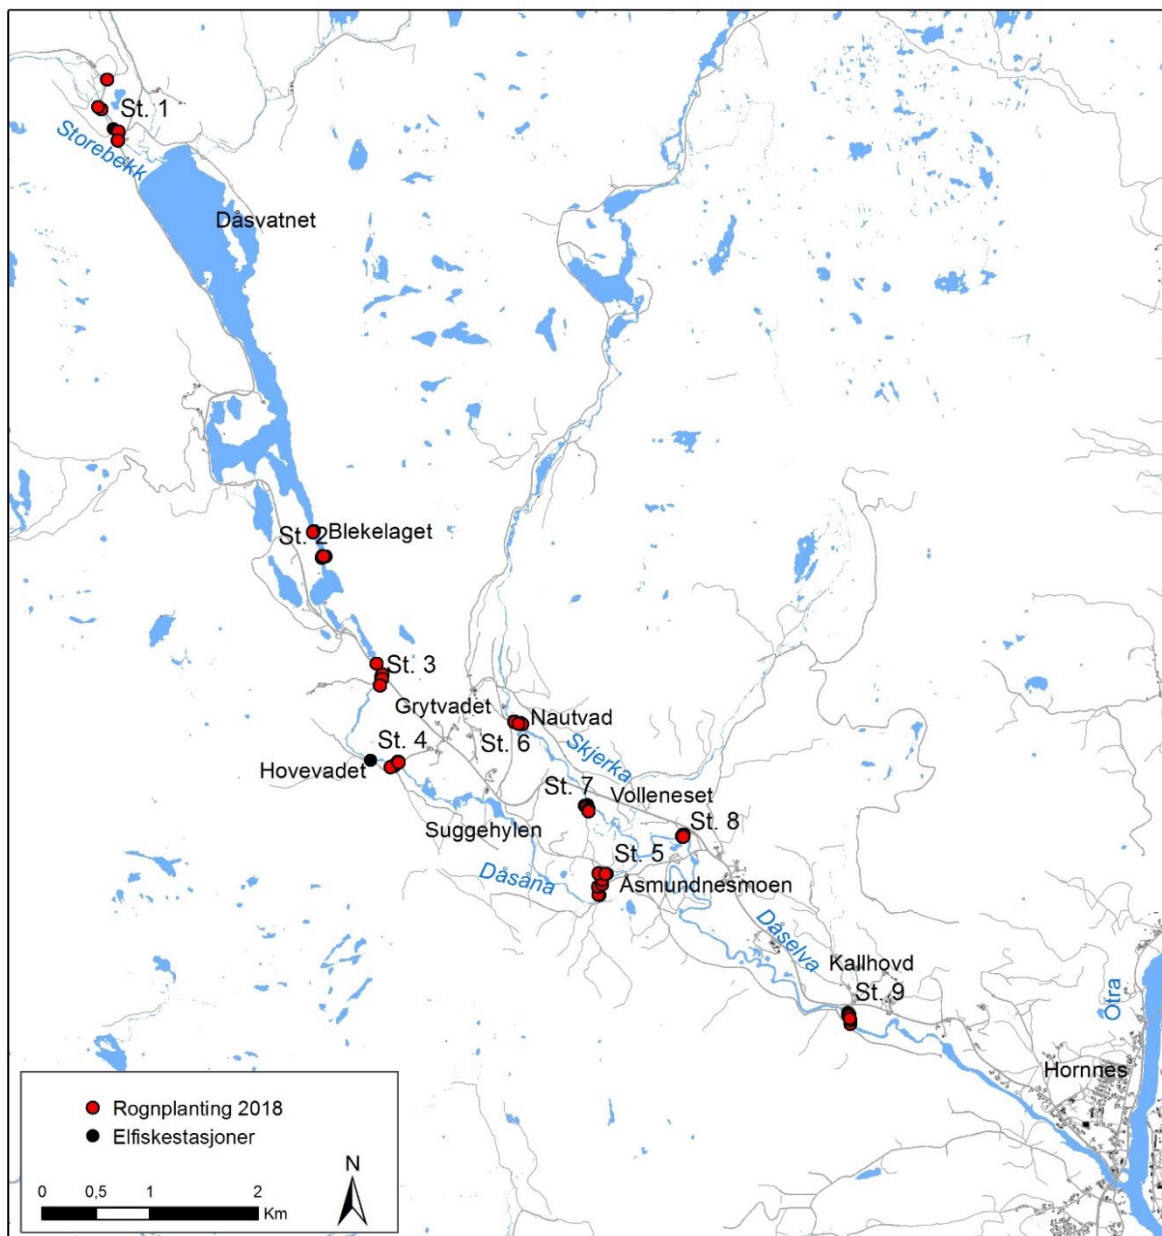 St. 1
Storebekk
Dåsvatnet
St. 2
Blekelaget
St. 3
Grytvadet
Nautvad
St. 6
Skjerka
St. 4
Hovevadet
St. 7
Volleneset
Suggehylen
St. 8
St. 5
Dåsåna
Åsmundnesmoen
Dåselva
Kallhovd
St. 9
Otra
Hornnes
Rognplanting 2018
Elfiskestasjoner
N
0 0,5 1 2
Km